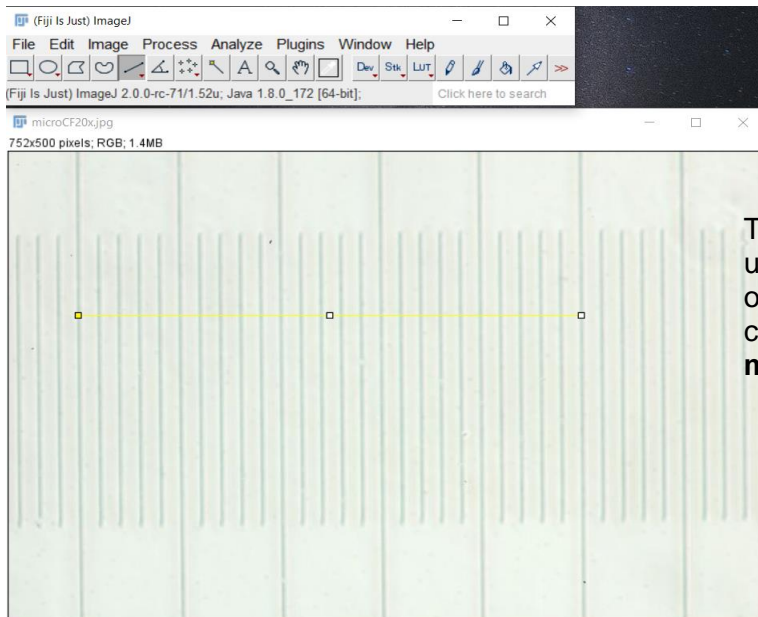 (Fiji Is Just) ImageJ
File Edit Image Process Analyze Plugins Window Help
A Dev Stk LUT >>
(Fiji Is Just) ImageJ 2.0.0-rc-71/1.52u; Java 1.8.0_172 [64-bit]; Click here to search
microCF20x.jpg
752x500 pixels; RGB; 1.4MB